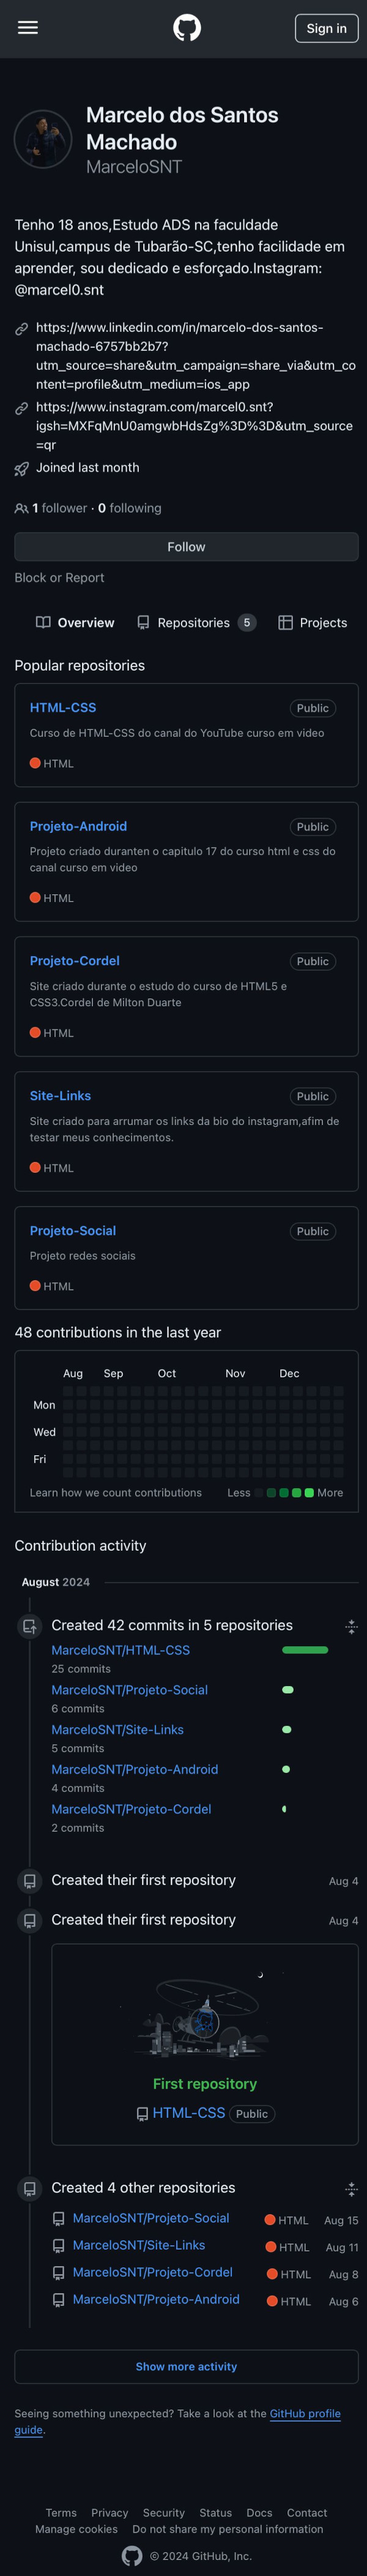 Sign in
Marcelo dos Santos
Machado
MarceloSNT
Tenho 18 anos,Estudo ADS na faculdade
Unisul,campus de Tubarão-SC,tenho facilidade em
aprender, sou dedicado e esforçado.Instagram:
@marcel0.snt
https://www.linkedin.com/in/marcelo-dos-santos-
machado-6757bb2b7?
utm_source=share&utm_campaign=share_via&utm_co
ntent=profile&utm_medium=ios_app
https://www.instagram.com/marcel0.snt?
igsh=MXFqMnU0amgwbHdsZg%3D%3D&utm_source
=qr
Joined last month
1 follower · 0 following
Follow
Block or Report
Overview Repositories 5 Projects
Popular repositories
HTML-CSS Public
Curso de HTML-CSS do canal do YouTube curso em video
HTML
Projeto-Android Public
Projeto criado duranten o capitulo 17 do curso html e css do
canal curso em video
HTML
Projeto-Cordel Public
Site criado durante o estudo do curso de HTML5 e
CSS3.Cordel de Milton Duarte
HTML
Site-Links Public
Site criado para arrumar os links da bio do instagram,afim de
testar meus conhecimentos.
HTML
Projeto-Social Public
Projeto redes sociais
HTML
48 contributions in the last year
Aug Sep Oct Nov Dec
Mon
Wed
Fri
Learn how we count contributions Less More
Contribution activity
August 2024
Created 42 commits in 5 repositories
MarceloSNT/HTML-CSS
25 commits
MarceloSNT/Projeto-Social
6 commits
MarceloSNT/Site-Links
5 commits
MarceloSNT/Projeto-Android
4 commits
MarceloSNT/Projeto-Cordel
2 commits
Created their first repository Aug 4
Created their first repository Aug 4
First repository
HTML-CSS Public
Created 4 other repositories
MarceloSNT/Projeto-Social HTML Aug 15
MarceloSNT/Site-Links HTML Aug 11
MarceloSNT/Projeto-Cordel HTML Aug 8
MarceloSNT/Projeto-Android HTML Aug 6
Show more activity
Seeing something unexpected? Take a look at the GitHub profile
guide.
Terms Privacy Security Status Docs Contact
Manage cookies Do not share my personal information
© 2024 GitHub, Inc.